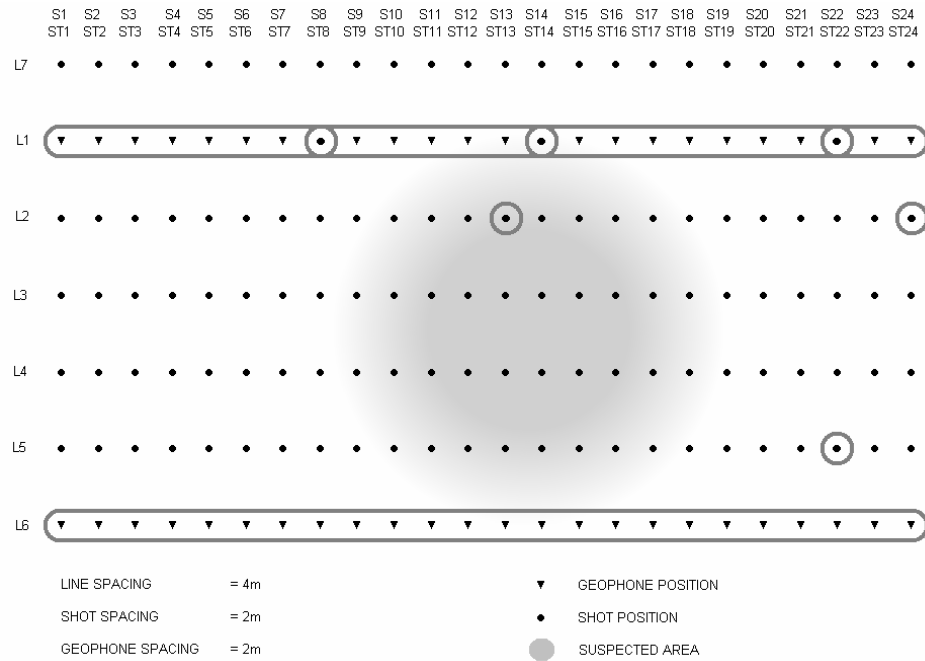 S1 S2 S3 S4 S5 S6 S7 S8 S9 S10 S11 S12 S13 S14 S15 S16 S17 S18 S19 S20 S21 S22 S23 S24
ST1 ST2 ST3 ST4 ST5 ST6 ST7 ST8 ST9 ST10 ST11 ST12 ST13 ST14 ST15 ST16 ST17 ST18 ST19 ST20 ST21 ST22 ST23 ST24
L7
L1
L2
L3
L4
L5
L6
LINE SPACING = 4m
SHOT SPACING = 2m
GEOPHONE SPACING = 2m
GEOPHONE POSITION
SHOT POSITION
SUSPECTED AREA